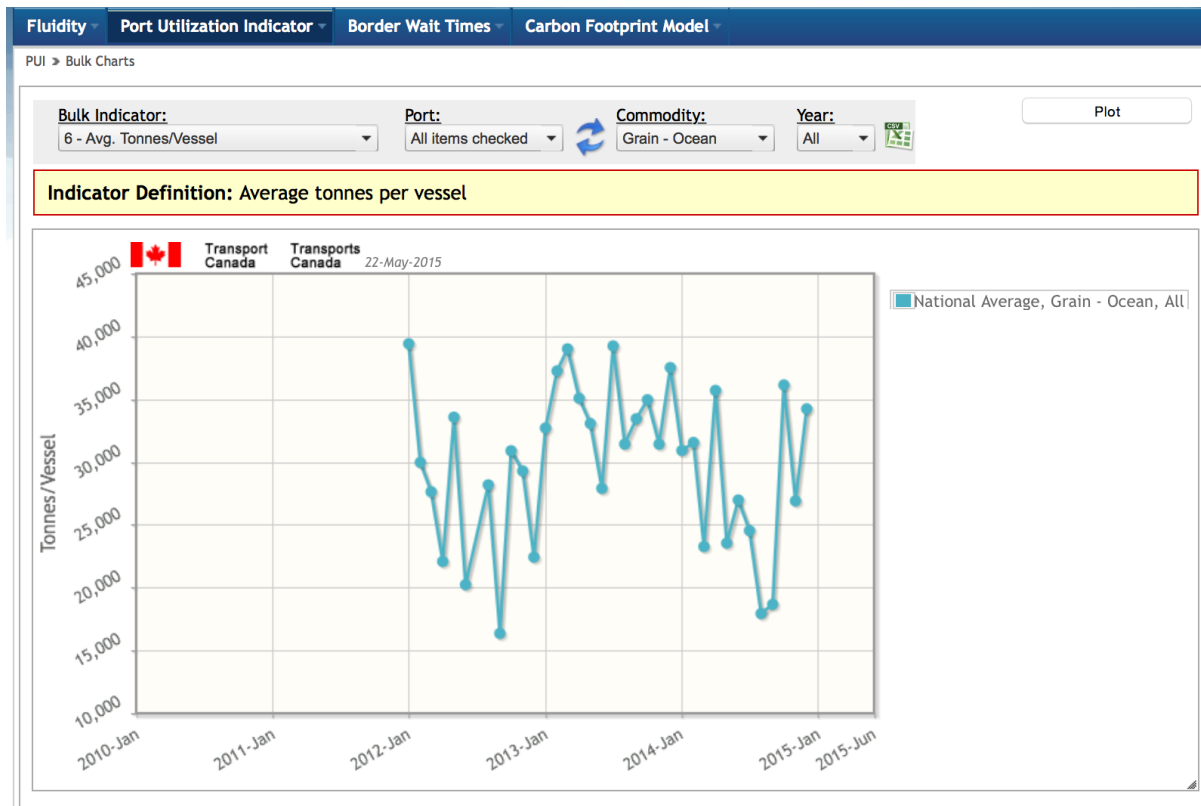 Fluidity Port Utilization Indicator Border Wait Times Carbon Footprint Model
PUI » Bulk Charts
Bulk Indicator: Port: Commodity: Year:
6 - Avg. Tonnes/Vessel All items checked Grain - Ocean All CSV Plot
Indicator Definition: Average tonnes per vessel
Transport Transports
Canada Canada 22-May-2015
National Average, Grain - Ocean, All
Tonnes/Vessel
45,000
40,000
35,000
30,000
25,000
20,000
15,000
10,000
2010-Jan 2011-Jan 2012-Jan 2013-Jan 2014-Jan 2015-Jan 2015-Jun